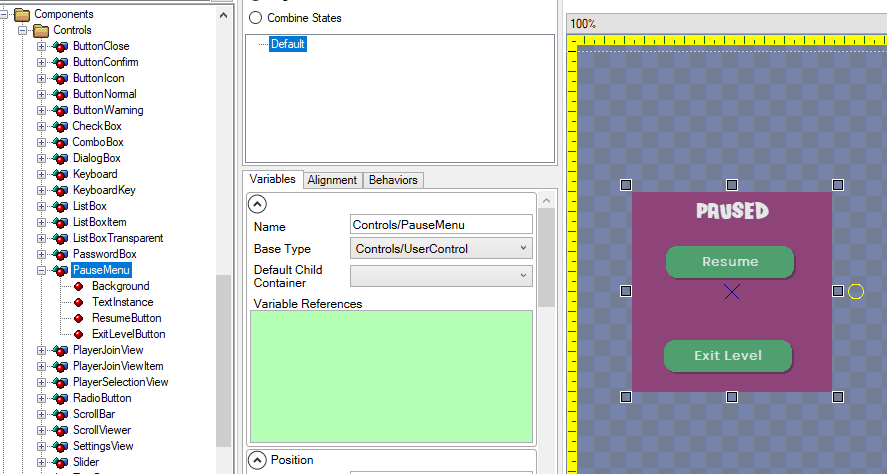 Components
Controls
ButtonClose
ButtonConfirm
ButtonIcon
ButtonNormal
ButtonWarning
CheckBox
ComboBox
DialogBox
Keyboard
KeyboardKey
ListBox
ListBoxItem
ListBoxTransparent
PasswordBox
PauseMenu
Background
TextInstance
ResumeButton
ExitLevelButton
PlayerJoinView
PlayerJoinViewItem
PlayerSelectionView
RadioButton
ScrollBar
ScrollViewer
SettingsView
Slider
Combine States
Default
Variables Alignment Behaviors
Name Controls/PauseMenu
Base Type Controls/UserControl
Default Child
Container
Variable References
Position
100%
PAUSED
Resume
Exit Level